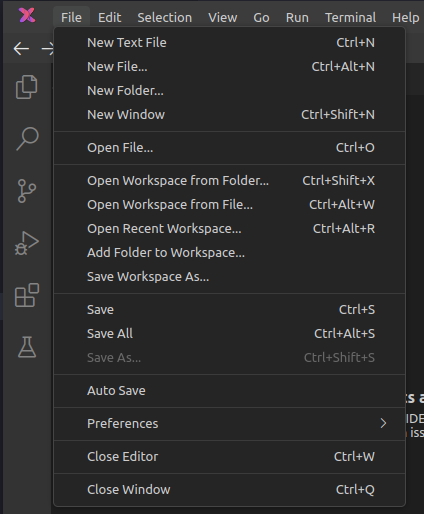 File Edit Selection View Go Run Terminal Help
New Text File Ctrl+N
New File... Ctrl+Alt+N
New Folder...
New Window Ctrl+Shift+N
Open File... Ctrl+O
Open Workspace from Folder... Ctrl+Shift+X
Open Workspace from File... Ctrl+Alt+W
Open Recent Workspace... Ctrl+Alt+R
Add Folder to Workspace...
Save Workspace As...
Save Ctrl+S
Save All Ctrl+Alt+S
Save As... Ctrl+Shift+S
Auto Save
Preferences
Close Editor Ctrl+W
Close Window Ctrl+Q